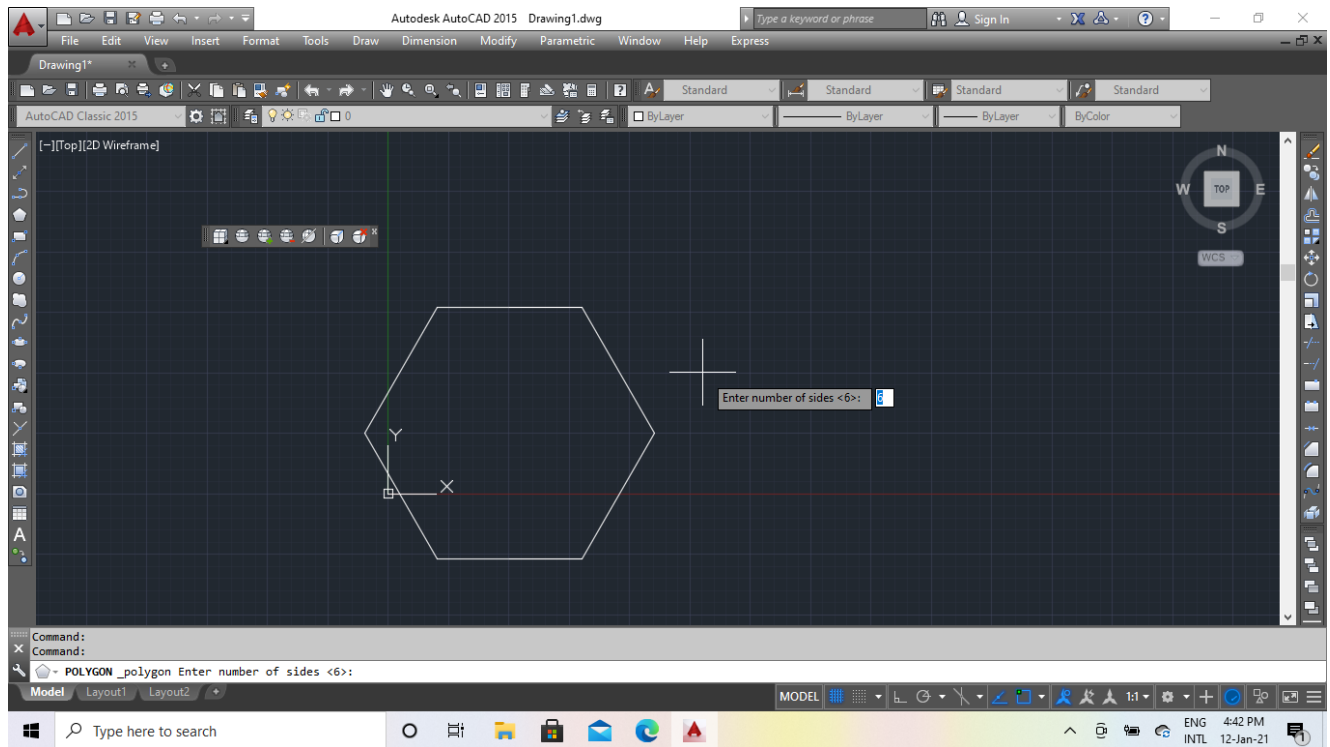 Autodesk AutoCAD 2015 Drawing1.dwg Type a keyword or phrase Sign In
File Edit View Insert Format Tools Draw Dimension Modify Parametric Window Help Express
Drawing1*
Standard Standard Standard Standard
AutoCAD Classic 2015 0 ByLayer ByLayer ByLayer ByColor
[−][Top][2D Wireframe]
N
W TOP E
S
WCS
Enter number of sides <6>: 6
Y
X
A
Command:
Command:
POLYGON _polygon Enter number of sides <6>:
Model Layout1 Layout2 MODEL 1:1
Type here to search ENG 4:42 PM
INTL 12-Jan-21
1